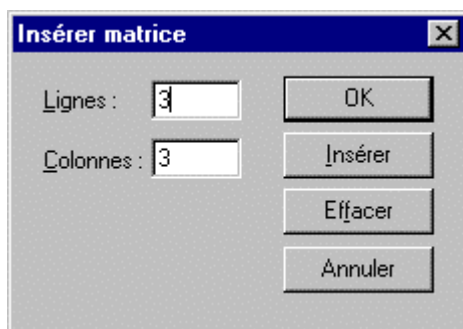 Insérer matrice
Lignes : 3
OK
Colonnes : 3
Insérer
Effacer
Annuler